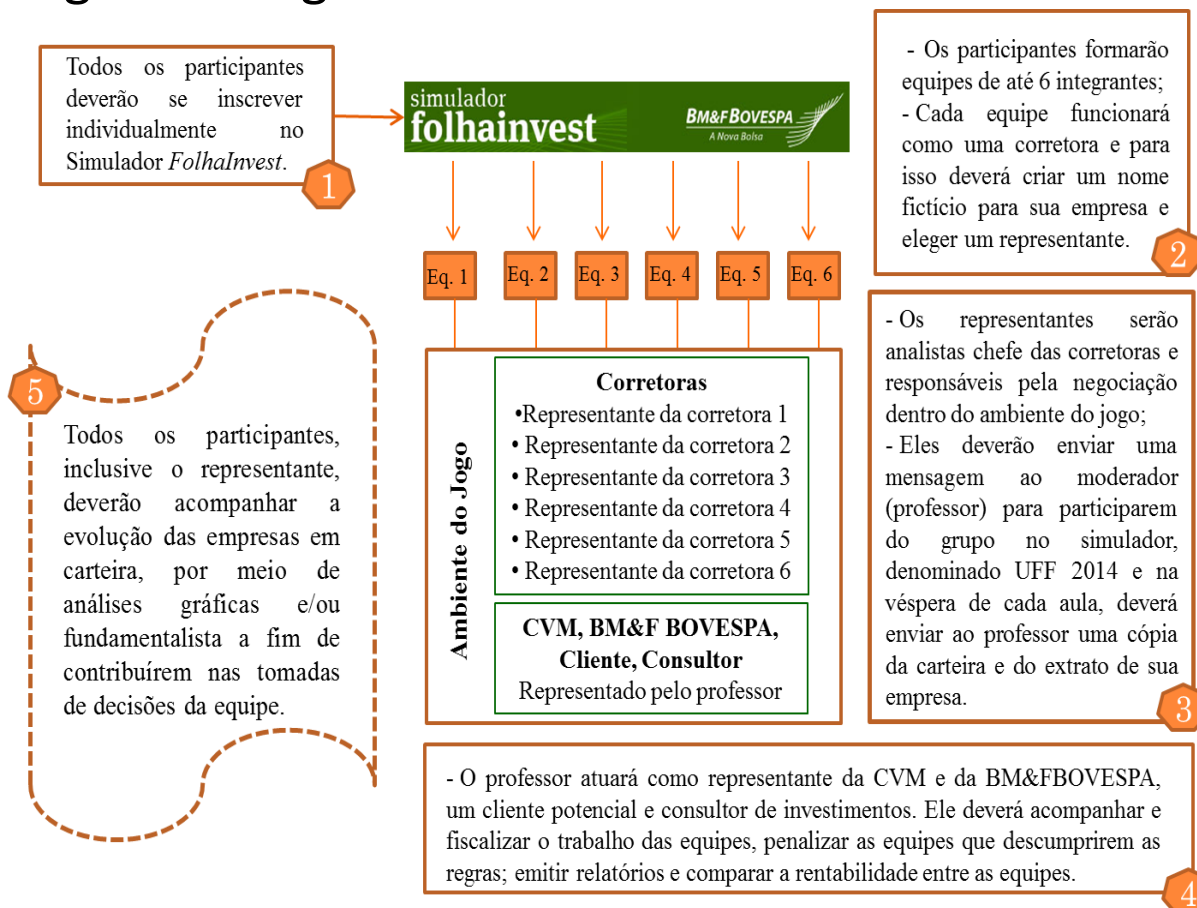 Todos os participantes
deverão se inscrever
individualmente no
Simulador FolhaInvest.
1
simulador
folhainvest
BM&FBOVESPA
A Nova Bolsa
- Os participantes formarão
equipes de até 6 integrantes;
- Cada equipe funcionará
como uma corretora e para
isso deverá criar um nome
fictício para sua empresa e
eleger um representante.
2
Eq. 1
Eq. 2
Eq. 3
Eq. 4
Eq. 5
Eq. 6
- Os representantes serão
analistas chefe das corretoras e
responsáveis pela negociação
dentro do ambiente do jogo;
- Eles deverão enviar uma
mensagem ao moderador
(professor) para participarem
do grupo no simulador,
denominado UFF 2014 e na
véspera de cada aula, deverá
enviar ao professor uma cópia
da carteira e do extrato de sua
empresa.
3
Ambiente do Jogo
Corretoras
•Representante da corretora 1
• Representante da corretora 2
• Representante da corretora 3
• Representante da corretora 4
• Representante da corretora 5
• Representante da corretora 6
CVM, BM&F BOVESPA,
Cliente, Consultor
Representado pelo professor
5
Todos os participantes,
inclusive o representante,
deverão acompanhar a
evolução das empresas em
carteira, por meio de
análises gráficas e/ou
fundamentalista a fim de
contribuírem nas tomadas
de decisões da equipe.
- O professor atuará como representante da CVM e da BM&FBOVESPA,
um cliente potencial e consultor de investimentos. Ele deverá acompanhar e
fiscalizar o trabalho das equipes, penalizar as equipes que descumprirem as
regras; emitir relatórios e comparar a rentabilidade entre as equipes.
4